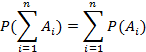 P(∑_{i=1}^{n} A_i) = ∑_{i=1}^{n} P(A_i)